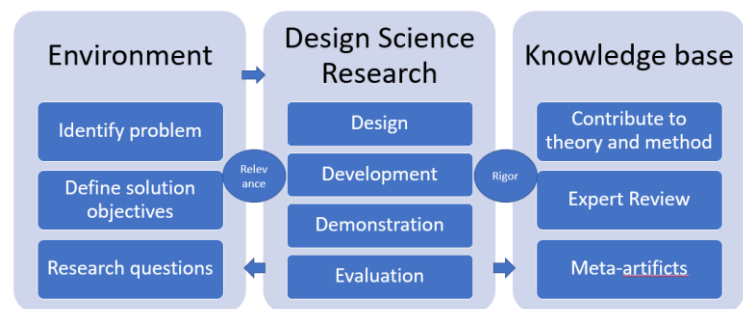 Environment
Identify problem
Define solution
objectives
Research questions
Relev
ance
Design Science
Research
Design
Development
Demonstration
Evaluation
Rigor
Knowledge base
Contribute to
theory and method
Expert Review
Meta-artificts